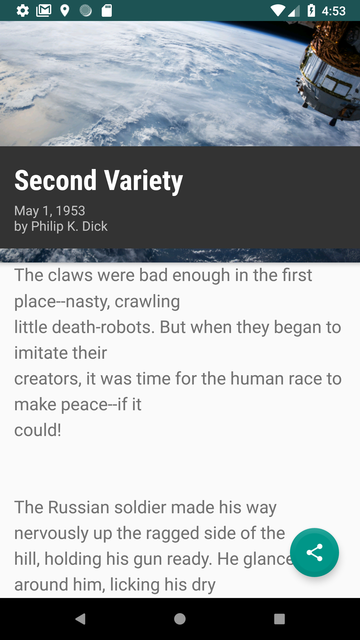 4:53
Second Variety
May 1, 1953
by Philip K. Dick
The claws were bad enough in the first
place--nasty, crawling
little death-robots. But when they began to
imitate their
creators, it was time for the human race to
make peace--if it
could!
The Russian soldier made his way
nervously up the ragged side of the
hill, holding his gun ready. He glance
around him, licking his dry